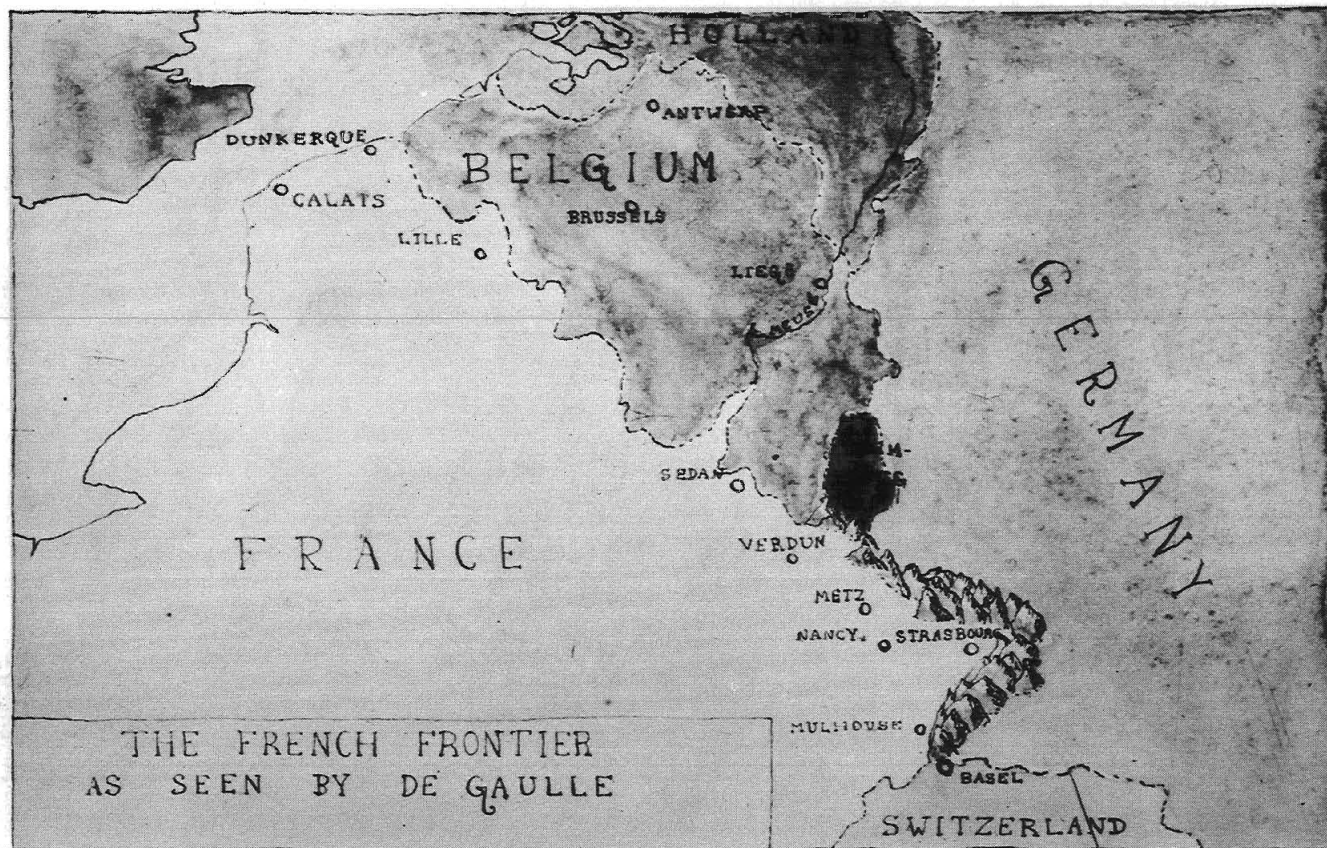 HOLLAND
ANTWERP
DUNKERQUE
BELGIUM
CALAIS
BRUSSELS
LILLE
LIEGE
MEUSE
GERMANY
SEDAN
FRANCE
VERDUN
METZ
NANCY.
STRASBOURG
MULHOUSE
THE FRENCH FRONTIER
AS SEEN BY DE GAULLE
BASEL
SWITZERLAND